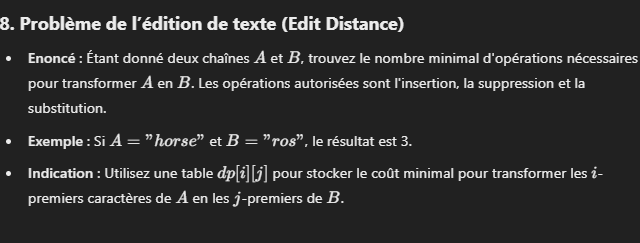 8. Problème de l’édition de texte (Edit Distance)
• Enoncé : Étant donné deux chaînes A et B, trouvez le nombre minimal d'opérations nécessaires
pour transformer A en B. Les opérations autorisées sont l'insertion, la suppression et la
substitution.
• Exemple : Si A = ”horse” et B = ”ros”, le résultat est 3.
• Indication : Utilisez une table dp[i][j] pour stocker le coût minimal pour transformer les i-
premiers caractères de A en les j-premiers de B.